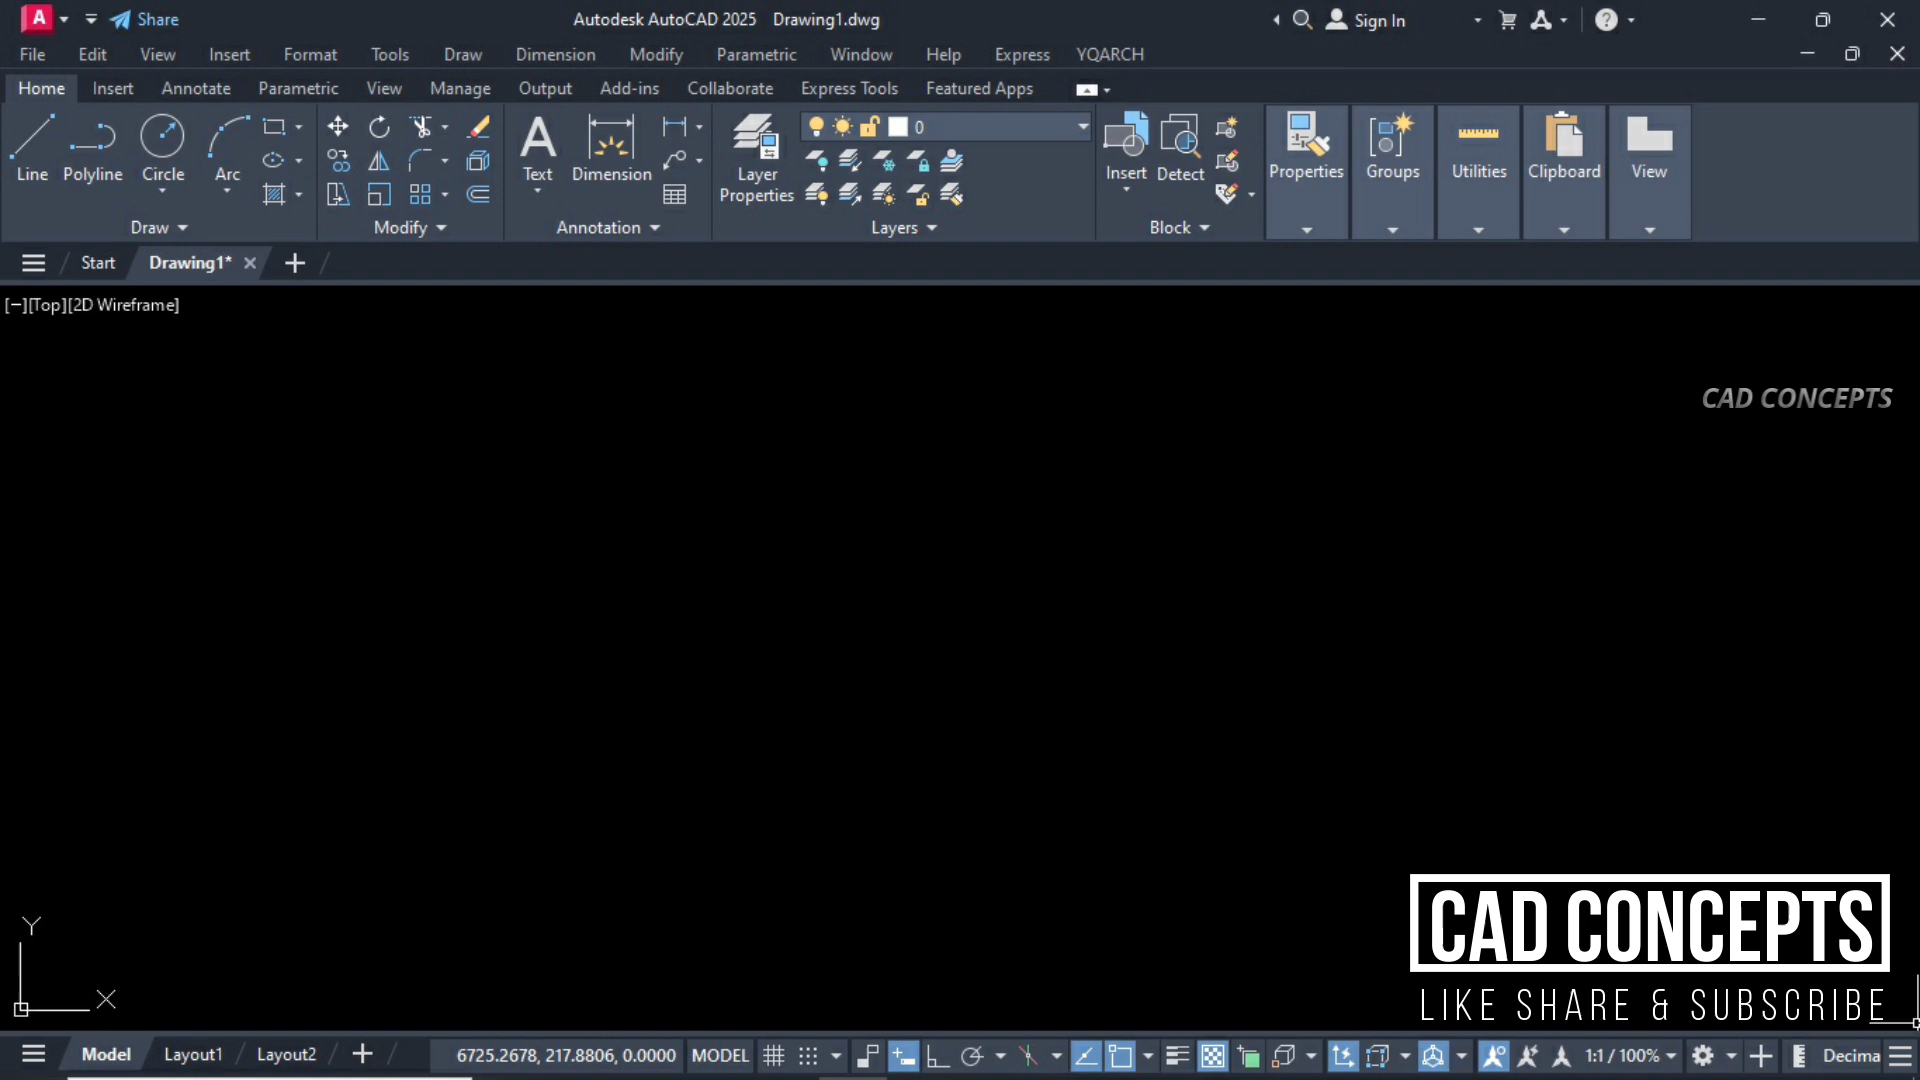 A Share Autodesk AutoCAD 2025 Drawing1.dwg Sign In
File Edit View Insert Format Tools Draw Dimension Modify Parametric Window Help Express YQARCH
Home Insert Annotate Parametric View Manage Output Add-ins Collaborate Express Tools Featured Apps
0
Line Polyline Circle Arc Text Dimension Layer Properties Insert Detect Properties Groups Utilities Clipboard View
Draw Modify Annotation Layers Block
Start Drawing1*
[−][Top][2D Wireframe]
CAD CONCEPTS
CAD CONCEPTS
LIKE SHARE & SUBSCRIBE
Y
X
Model Layout1 Layout2 6725.2678, 217.8806, 0.0000 MODEL 1:1 / 100% Decima